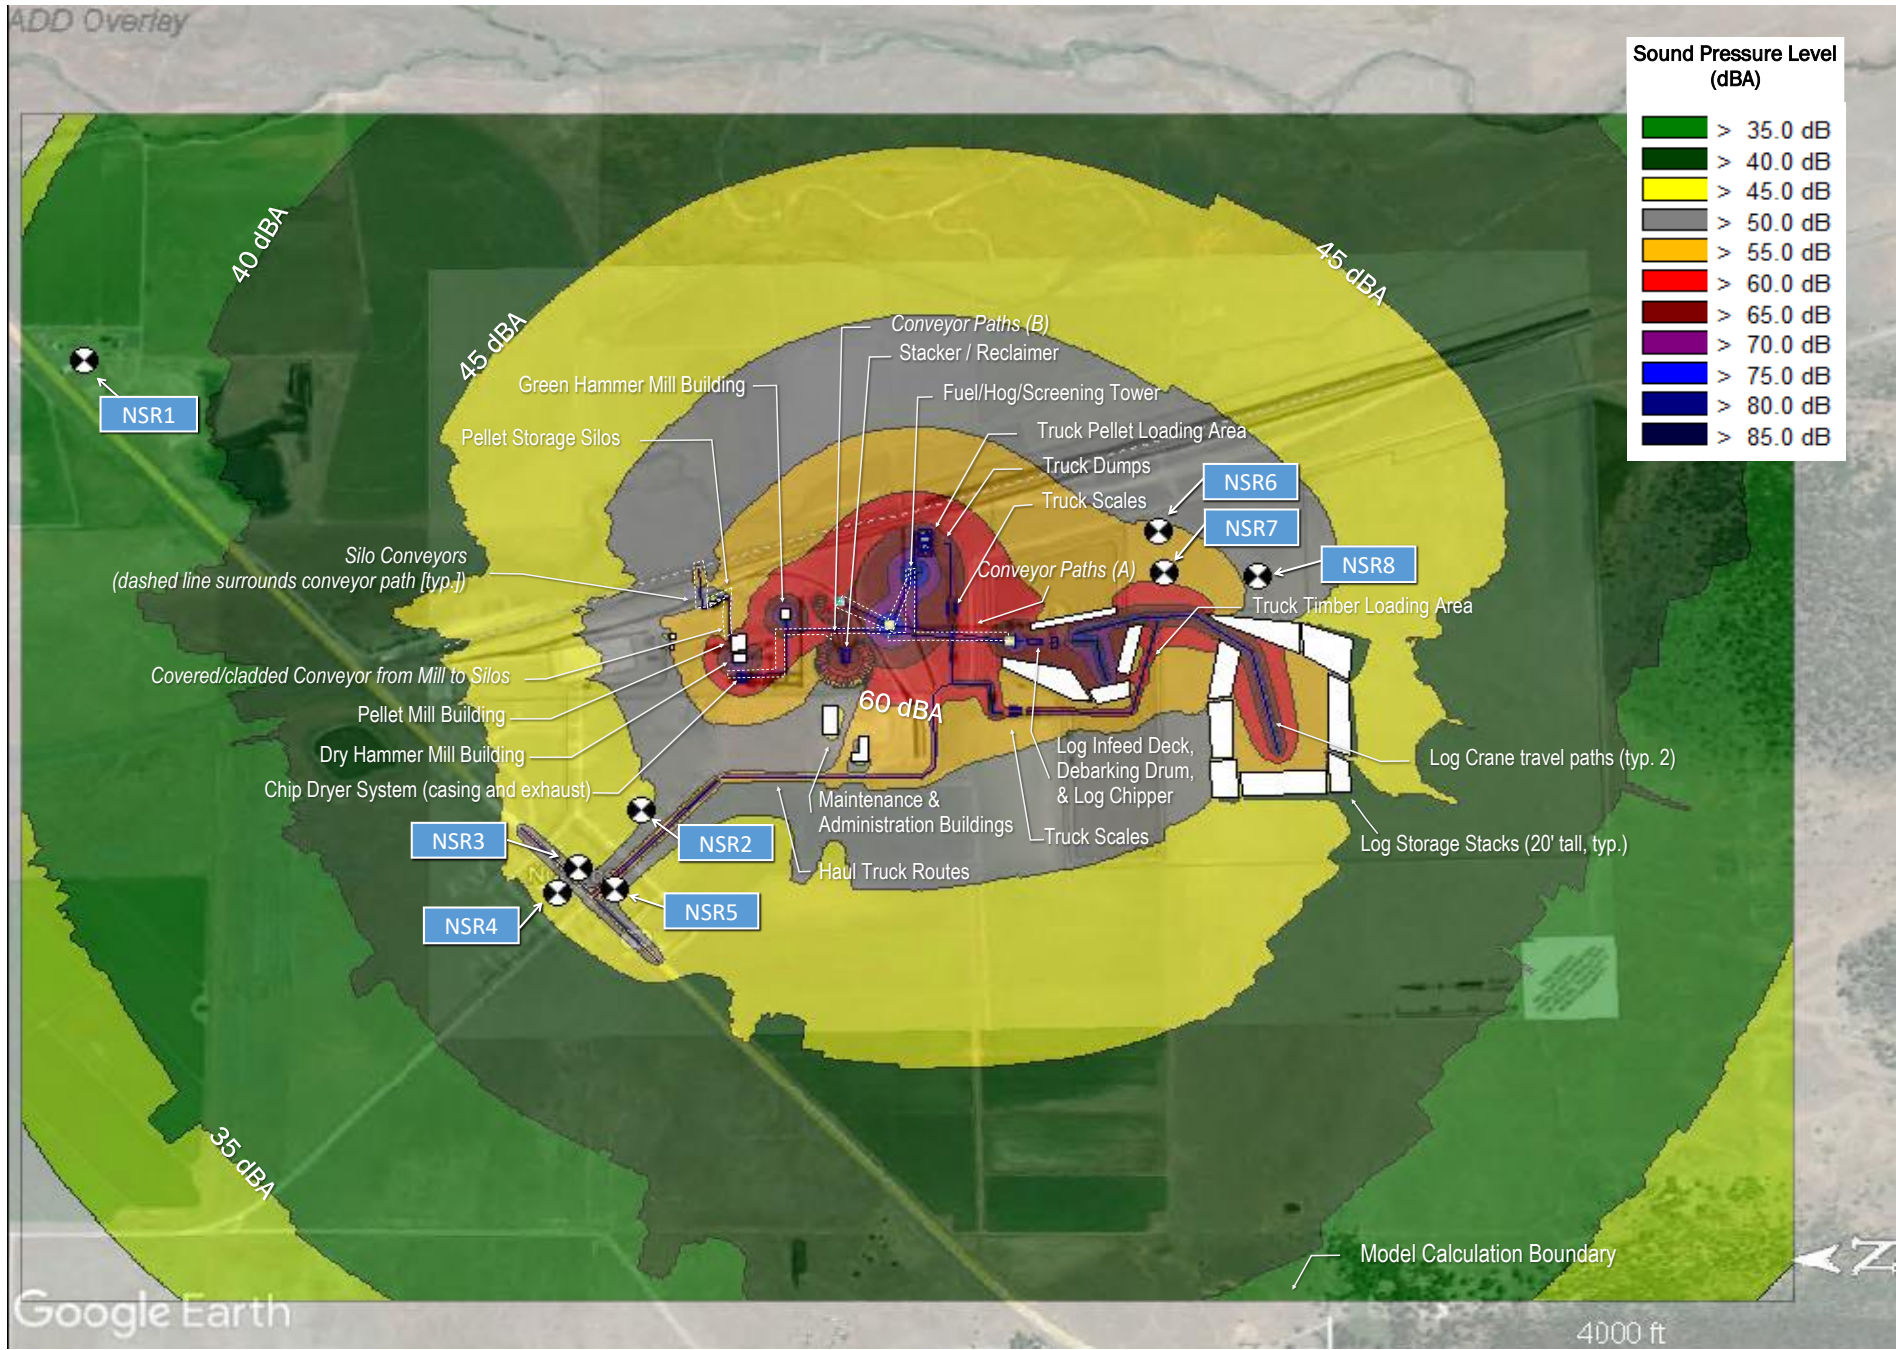 ADD Overlay
Sound Pressure Level
(dBA)
> 35.0 dB
> 40.0 dB
> 45.0 dB
> 50.0 dB
> 55.0 dB
> 60.0 dB
> 65.0 dB
> 70.0 dB
> 75.0 dB
> 80.0 dB
> 85.0 dB
40 dBA
45 dBA
45 dBA
Conveyor Paths (B)
Stacker / Reclaimer
Green Hammer Mill Building
Fuel/Hog/Screening Tower
NSR1
Pellet Storage Silos
Truck Pellet Loading Area
Truck Dumps
NSR6
Truck Scales
NSR7
Silo Conveyors
(dashed line surrounds conveyor path [typ.])
Conveyor Paths (A)
NSR8
Truck Timber Loading Area
Covered/cladded Conveyor from Mill to Silos
60 dBA
Pellet Mill Building
Dry Hammer Mill Building
Log Infeed Deck,
Debarking Drum,
& Log Chipper
Log Crane travel paths (typ. 2)
Chip Dryer System (casing and exhaust)
Maintenance &
Administration Buildings
Truck Scales
NSR3
NSR2
Log Storage Stacks (20' tall, typ.)
Haul Truck Routes
NSR4
NSR5
35 dBA
Model Calculation Boundary
Z
Google Earth
4000 ft